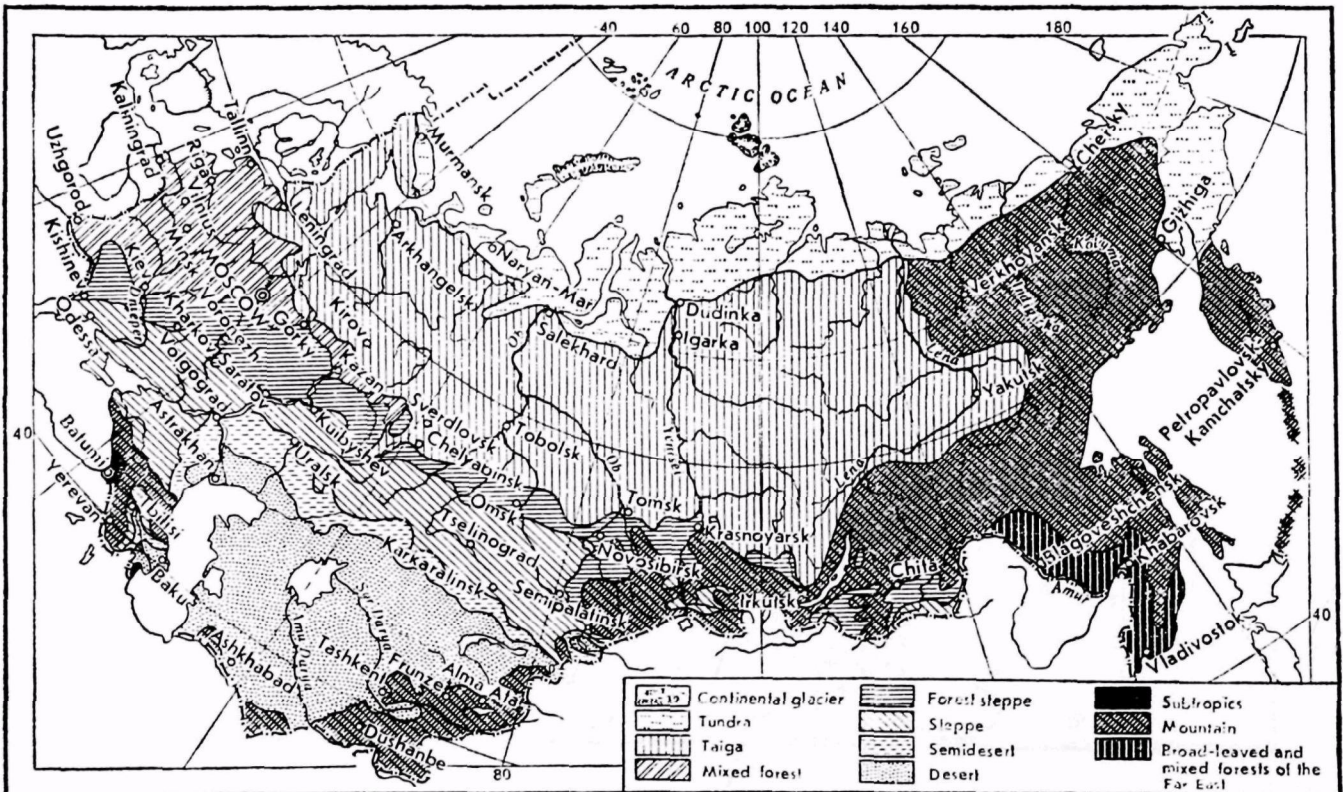 40 60 80 100 120 140 160 180
ARCTIC OCEAN
Uzhgorod
Kaliningrad
Tallinn
Riga
Vilnius
Murmansk
Chersky
Kishinev
Kiev
Minsk
MOSCOW
Leningrad
Arkhangelsk
Naryan-Mar
Verkhoyansk
Gizhiga
Odessa
Kharkov
Voronezh
Gorky
Kirov
Salekhard
Dudinka
Igarka
Lena
Yakutsk
Volgograd
Saratov
Kazan
Sverdlovsk
Tobolsk
Ob
Yenisei
Lena
Petropavlovsk
Kamchatsky
40
Batumi
Astrakhan
Kuibyshev
Chelyabinsk
Uralsk
Omsk
Tomsk
Krasnoyarsk
Blagoveshchensk
Khabarovsk
Yerevan
Tbilisi
Tselinograd
Novosibirsk
Chita
Baku
Karkaralinsk
Semipalatinsk
Irkutsk
Amur
40
Ashkhabad
Amu Darya
Syr Darya
Tashkent
Frunze
Alma Ata
Vladivostok
Dushanbe
80
Continental glacier
Tundra
Taiga
Mixed forest
Forest steppe
Steppe
Semidesert
Desert
Subtropics
Mountain
Broad-leaved and
mixed forests of the
Far East